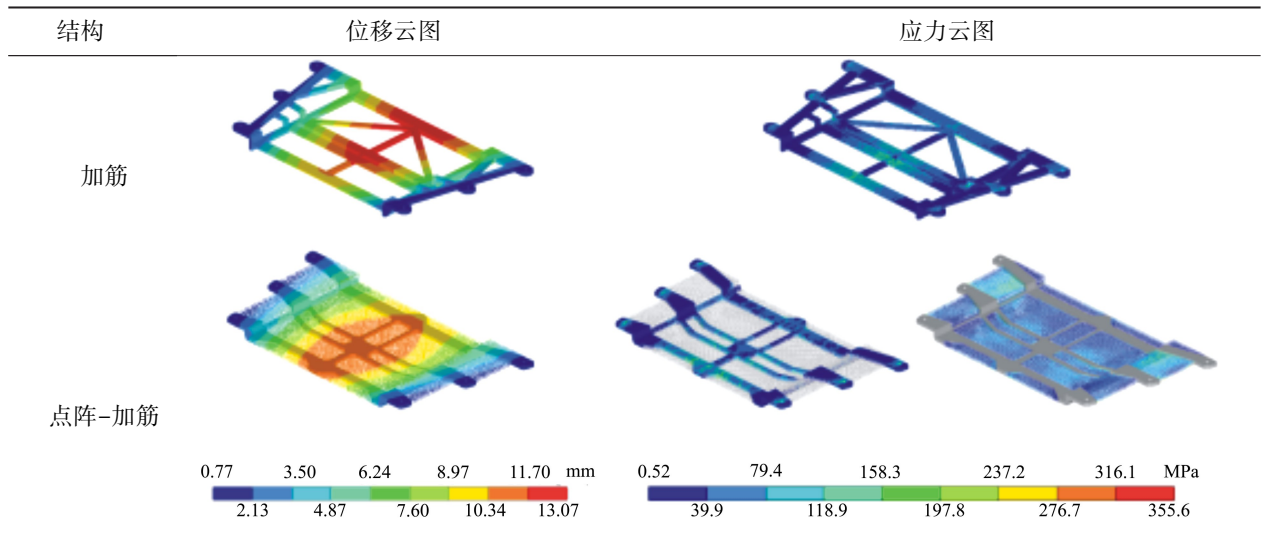 结构 位移云图 应力云图
加筋
点阵-加筋
0.77 3.50 6.24 8.97 11.70 mm
2.13 4.87 7.60 10.34 13.07
0.52 79.4 158.3 237.2 316.1 MPa
39.9 118.9 197.8 276.7 355.6